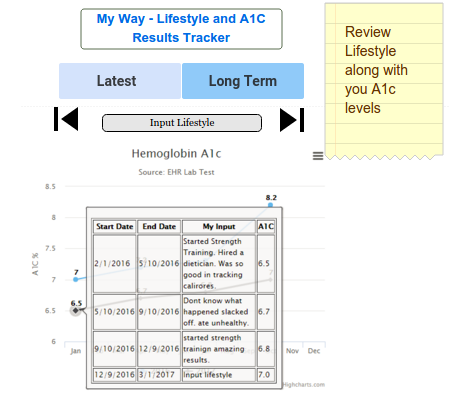 My Way - Lifestyle and A1C
Results Tracker
Review
Lifestyle
along with
you A1c
levels
Latest
Long Term
Input Lifestyle
Hemoglobin A1c
Source: EHR Lab Test
8.5
8
7.5
7
6.5
6
A1C %
8.2
7
6.5
Start Date End Date My Input A1C
2/1/2016 5/10/2016 Started Strength
Training. Hired a
dietician. Was so
good in tracking
calirores. 6.5
5/10/2016 9/10/2016 Dont know what
happened slacked
off. ate unhealthy. 6.7
9/10/2016 12/9/2016 started strength
trainign amazing
results. 6.8
12/9/2016 3/1/2017 Input lifestyle 7.0
Jan Nov Dec
Highcharts.com